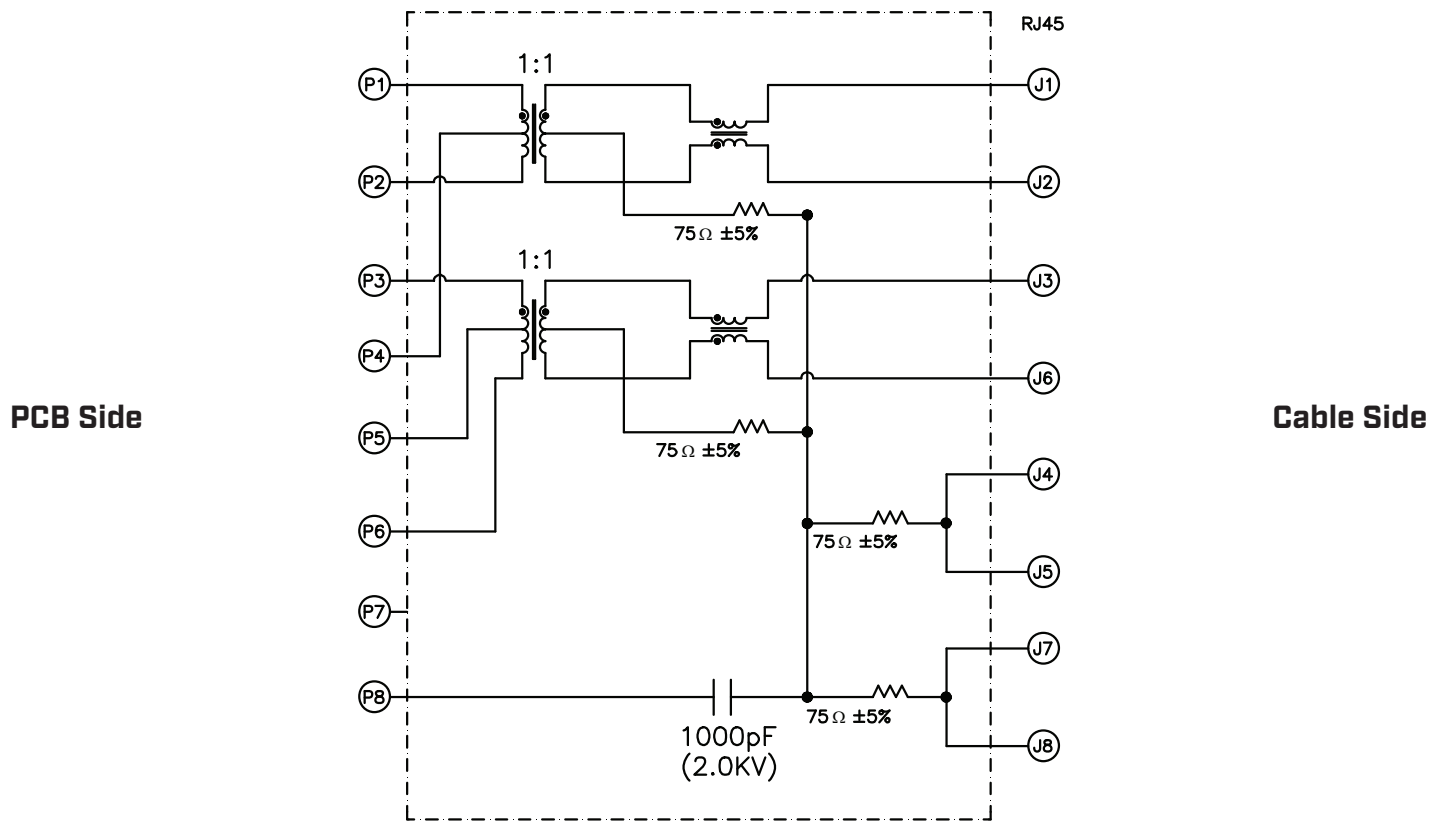 RJ45
1:1
P1
J1
P2
J2
75Ω ±5%
1:1
P3
J3
P4
J6
75Ω ±5%
PCB Side
Cable Side
P5
J4
P6
75Ω ±5%
J5
P7
J7
P8
75Ω ±5%
1000pF
(2.0KV)
J8